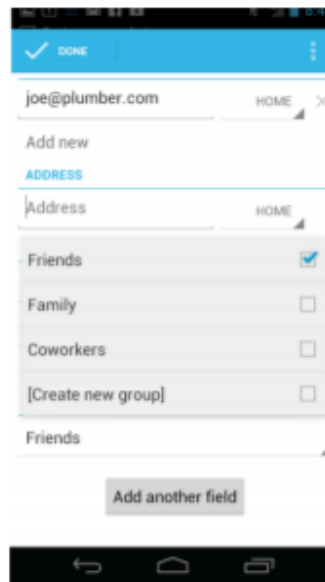 DONE
joe@plumber.com HOME
Add new
ADDRESS
Address HOME
Friends
Family
Coworkers
[Create new group]
Friends
Add another field